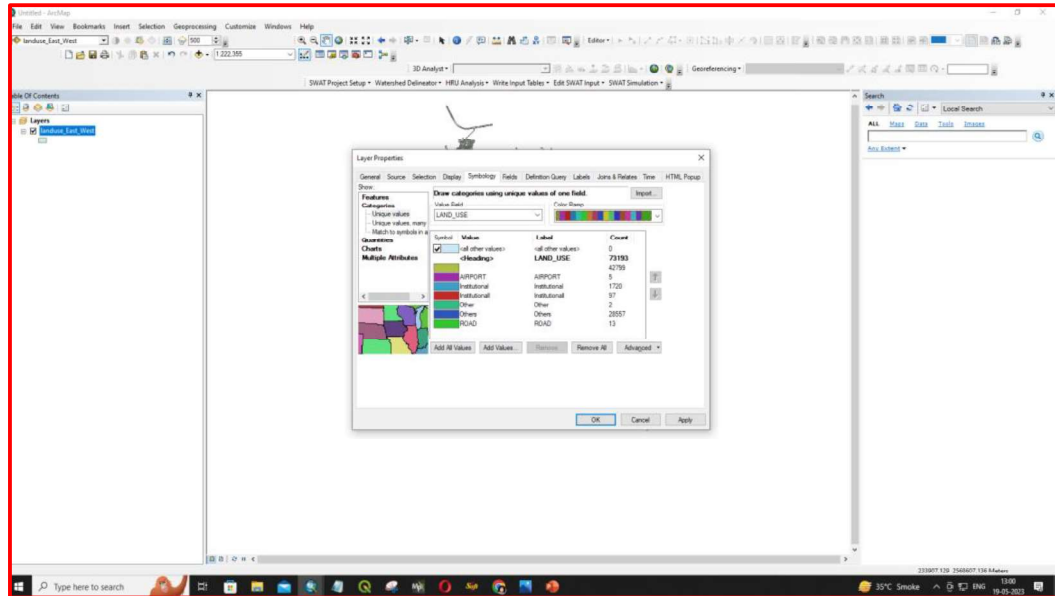 Untitled - ArcMap
File Edit View Bookmarks Insert Selection Geoprocessing Customize Windows Help
landuse_East_West 500 Editor
1:222,355
3D Analyst Georeferencing
SWAT Project Setup Watershed Delineator HRU Analysis Write Input Tables Edit SWAT Input SWAT Simulation
Table Of Contents
Layers
landuse_East_West
Search
Local Search
ALL Maps Data Tools Images
Any Extent
Layer Properties
General Source Selection Display Symbology Fields Definition Query Labels Joins & Relates Time HTML Popup
Show:
Features
Categories
Unique values
Unique values, many
Match to symbols in a
Quantities
Charts
Multiple Attributes
Draw categories using unique values of one field.
Import...
Value Field
Color Ramp
LAND_USE
Symbol Value Label Count
<all other values> <all other values> 0
<Heading> LAND_USE 73193
42799
AIRPORT AIRPORT 5
Institutional Institutional 1720
Institutionall Institutionall 97
Other Other 2
Others Others 28557
ROAD ROAD 13
Add All Values Add Values... Remove Remove All Advanced
OK Cancel Apply
Type here to search
35°C Smoke
ENG
13:00
19-05-2023